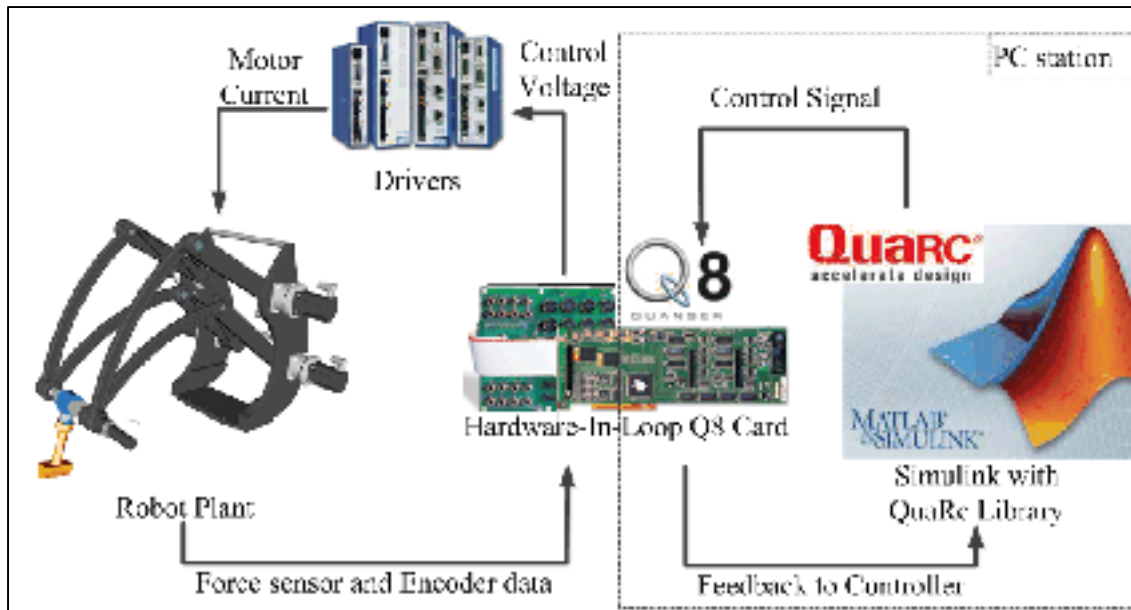 Motor
Current
Control
Voltage
PC station
Control Signal
Drivers
QUARC®
accelerate design
Q8
QUANSER
MATLAB®
&SIMULINK™
Hardware-In-Loop Q8 Card
Simulink with
QuaRc Library
Robot Plant
Force sensor and Encoder data
Feedback to Controller